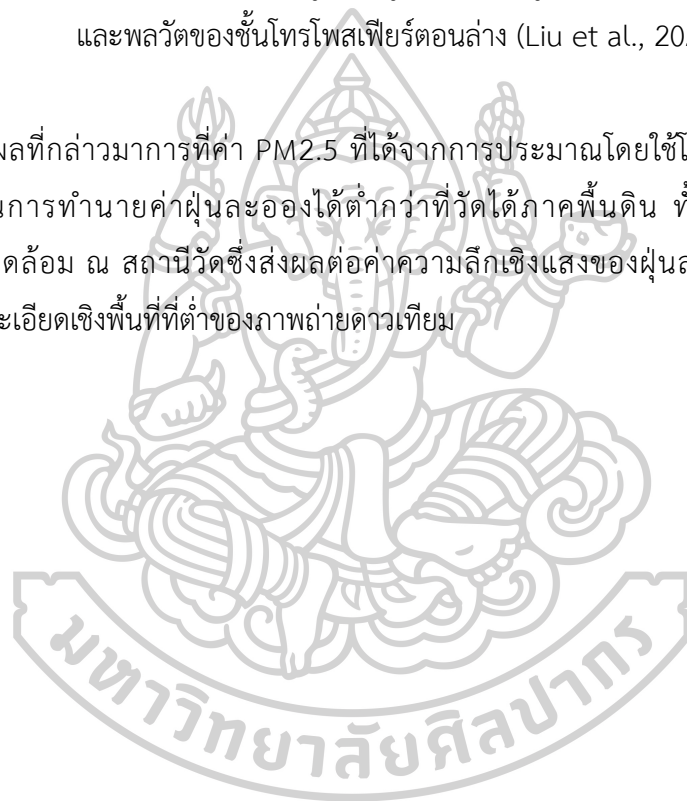 และพลวัตของชั้นโทรโพสเฟียร์ตอนล่าง (Liu et al., 20
ผลที่กล่าวมาการที่ค่า PM2.5 ที่ได้จากการประมาณโดยใช้
นการทำนายค่าฝุ่นละอองได้ต่ำกว่าที่วัดได้ภาคพื้นดิน
ดล้อม ณ สถานีวัดซึ่งส่งผลต่อค่าความลึกเชิงแสงของฝุ่น
ะเอียดเชิงพื้นที่ที่ต่ำของภาพถ่ายดาวเทียม
มหาวิทยาลัยศิลปากร